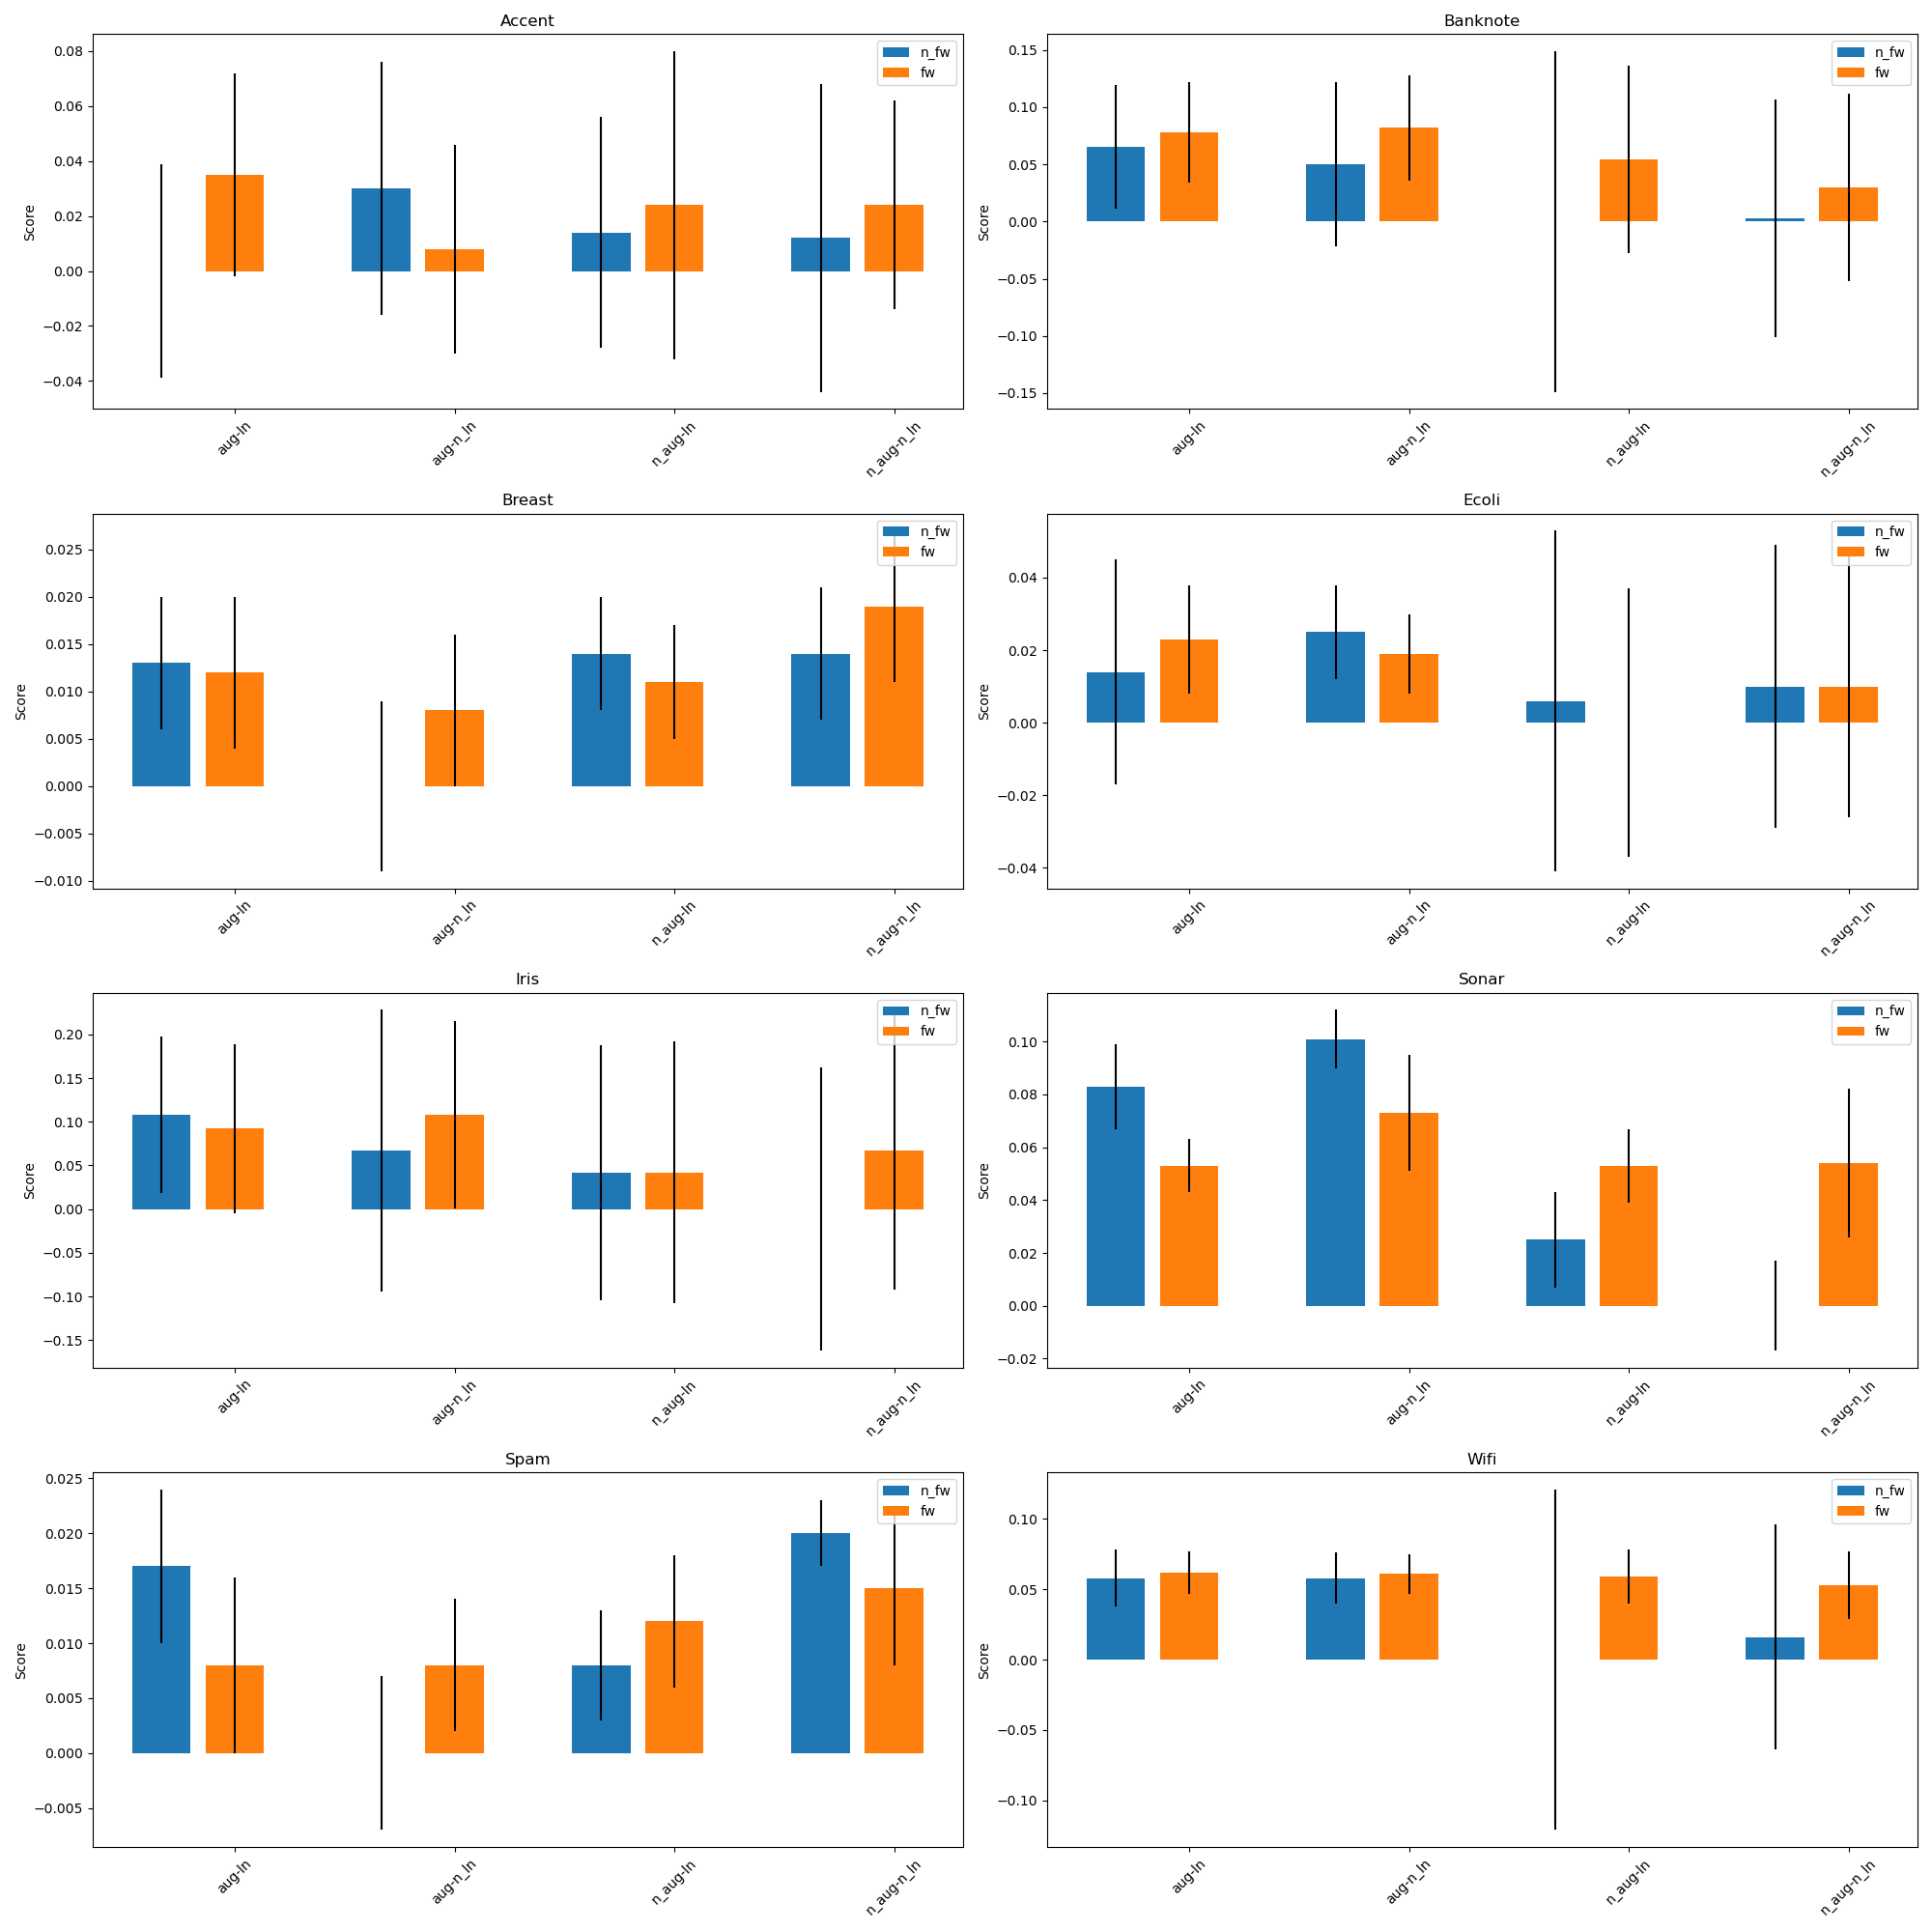 Accent
0.08
0.06
0.04
0.02
0.00
−0.02
−0.04
Score
n_fw
fw
aug-ln
aug-n_ln
n_aug-ln
n_aug-n_ln
Banknote
0.15
0.10
0.05
0.00
−0.05
−0.10
−0.15
Score
n_fw
fw
aug-ln
aug-n_ln
n_aug-ln
n_aug-n_ln
Breast
0.025
0.020
0.015
0.010
0.005
0.000
−0.005
−0.010
Score
n_fw
fw
aug-ln
aug-n_ln
n_aug-ln
n_aug-n_ln
Ecoli
0.04
0.02
0.00
−0.02
−0.04
Score
n_fw
fw
aug-ln
aug-n_ln
n_aug-ln
n_aug-n_ln
Iris
0.20
0.15
0.10
0.05
0.00
−0.05
−0.10
−0.15
Score
n_fw
fw
aug-ln
aug-n_ln
n_aug-ln
n_aug-n_ln
Sonar
0.10
0.08
0.06
0.04
0.02
0.00
−0.02
Score
n_fw
fw
aug-ln
aug-n_ln
n_aug-ln
n_aug-n_ln
Spam
0.025
0.020
0.015
0.010
0.005
0.000
−0.005
Score
n_fw
fw
aug-ln
aug-n_ln
n_aug-ln
n_aug-n_ln
Wifi
0.10
0.05
0.00
−0.05
−0.10
Score
n_fw
fw
aug-ln
aug-n_ln
n_aug-ln
n_aug-n_ln